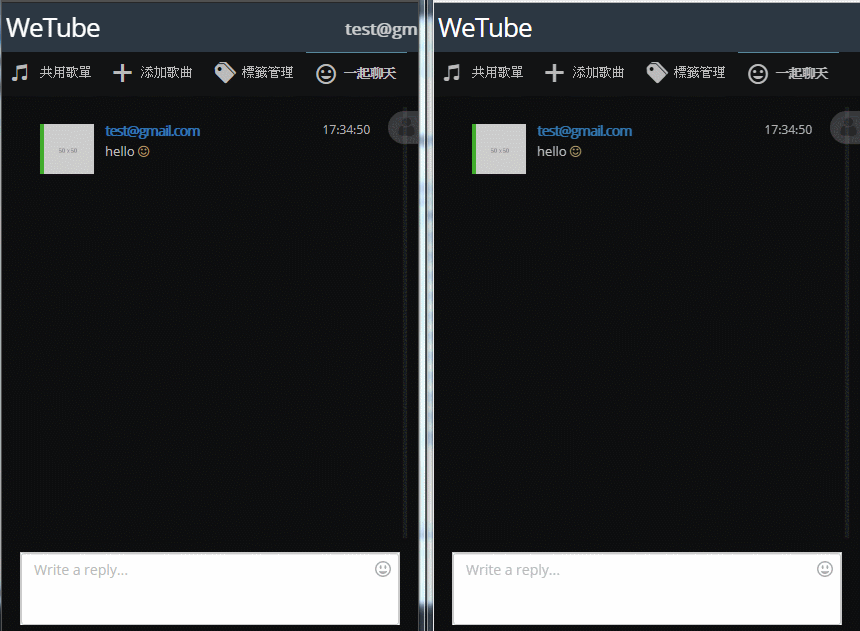 WeTube
test@gm
共用歌單
添加歌曲
標籤管理
一起聊天
50 x 50
test@gmail.com
17:34:50
hello
Write a reply...
WeTube
共用歌單
添加歌曲
標籤管理
一起聊天
50 x 50
test@gmail.com
17:34:50
hello
Write a reply...